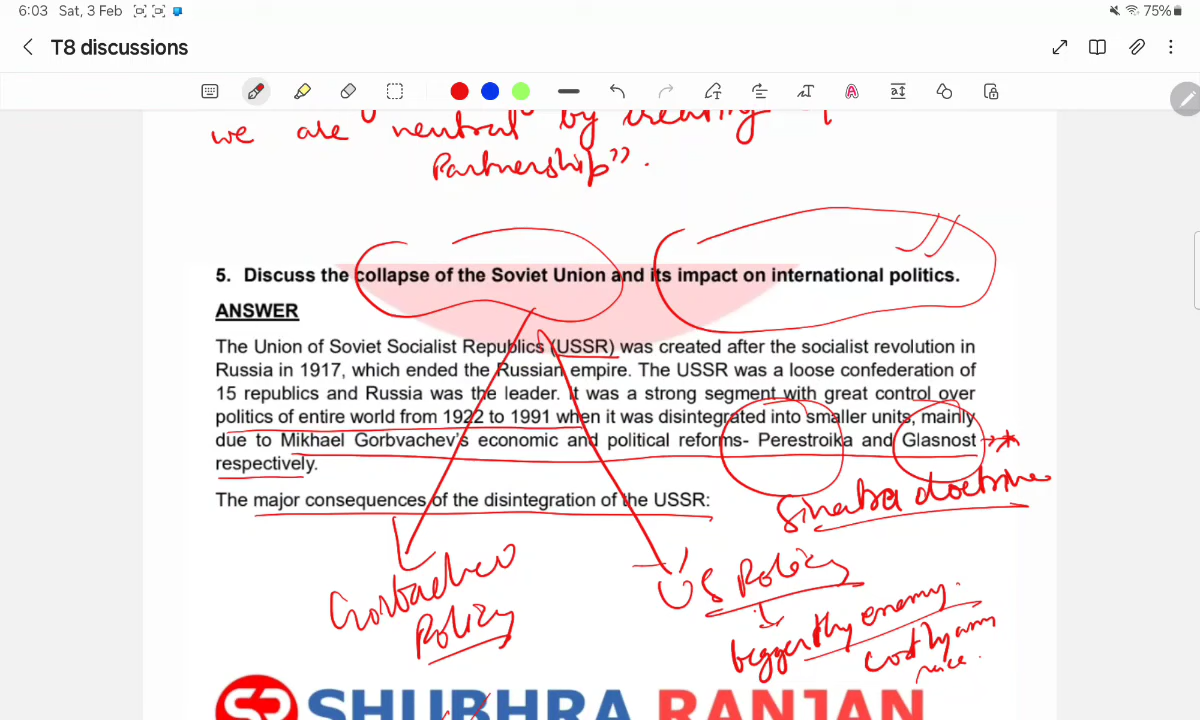 6:03 Sat, 3 Feb
75%
T8 discussions
we are "neutral" by creating
Partnership".
5. Discuss the collapse of the Soviet Union and its impact on international politics.
ANSWER
The Union of Soviet Socialist Republics (USSR) was created after the socialist revolution in
Russia in 1917, which ended the Russian empire. The USSR was a loose confederation of
15 republics and Russia was the leader. It was a strong segment with great control over
politics of entire world from 1922 to 1991 when it was disintegrated into smaller units, mainly
due to Mikhael Gorbvachev's economic and political reforms- Perestroika and Glasnost
respectively.
The major consequences of the disintegration of the USSR:
Sinatra doctrine
Gorbachev
Policy
US Policy
begger thy enemy.
costly arm
race.
SHUBHRA RANJAN